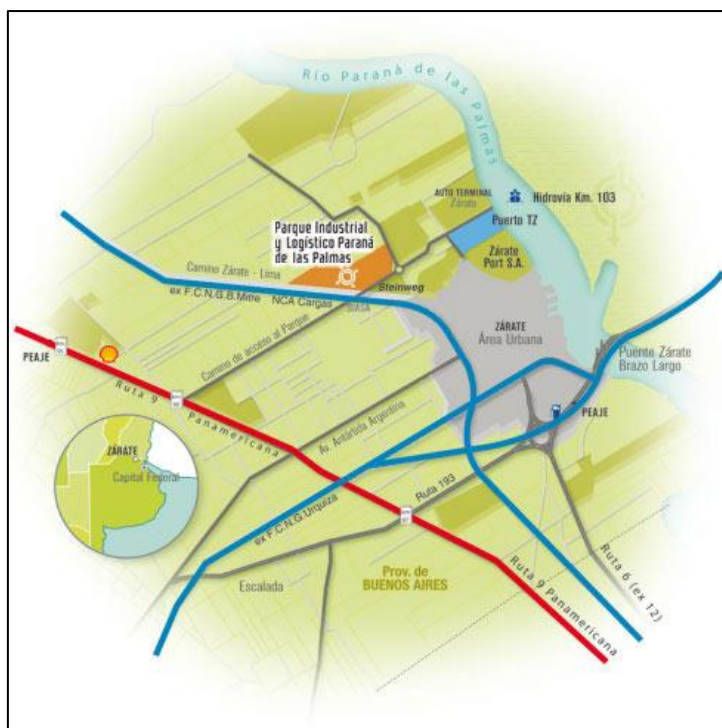 Río Paraná de las Palmas
AUTO TERMINAL
Zárate
Hidrovía Km. 103
Puerto TZ
Parque Industrial
y Logístico Paraná
de las Palmas
Zárate
Port S.A.
Camino Zárate - Lima
Steinweg
ex F.C.N.G.B.Mitre NCA Cargas
ZÁRATE
Área Urbana
Camino de acceso al Parque
PEAJE
Puente Zárate
Brazo Largo
Ruta 9 Panamericana
Av. Antártida Argentina
PEAJE
ZÁRATE
Capital Federal
Ruta 193
ex F.C.N.G.Urquiza
Escalada
Prov. de
BUENOS AIRES
Ruta 9 Panamericana
Ruta 6 (ex 12)